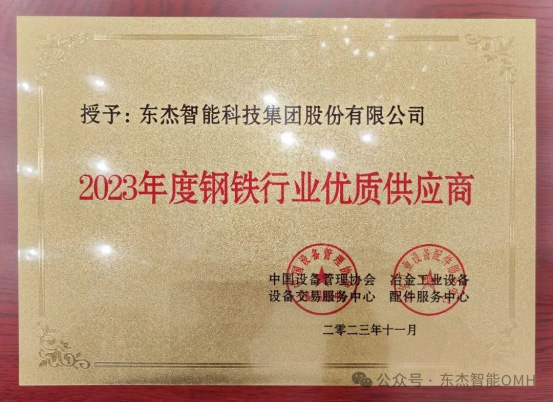 授予：东杰智能科技集团股份有限公司
2023年度钢铁行业优质供应商
中国设备管理协会 冶金工业设备
设备交易服务中心 配件服务中心
二零二三年十一月
公众号·东杰智能OMH